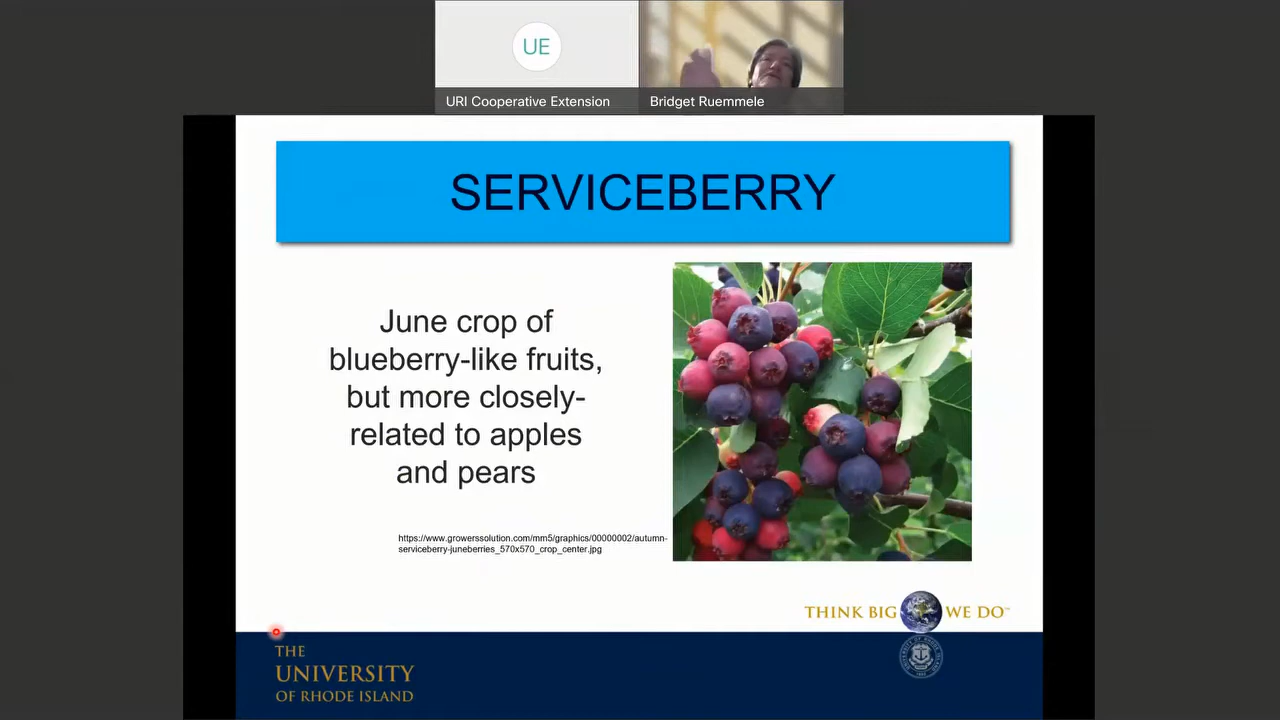 UE
URI Cooperative Extension
Bridget Ruemmele
SERVICEBERRY
June crop of
blueberry-like fruits,
but more closely-
related to apples
and pears
https://www.growerssolution.com/mm5/graphics/00000002/autumn-
serviceberry-juneberries_570x570_crop_center.jpg
THINK BIG WE DO™
THE
UNIVERSITY
OF RHODE ISLAND